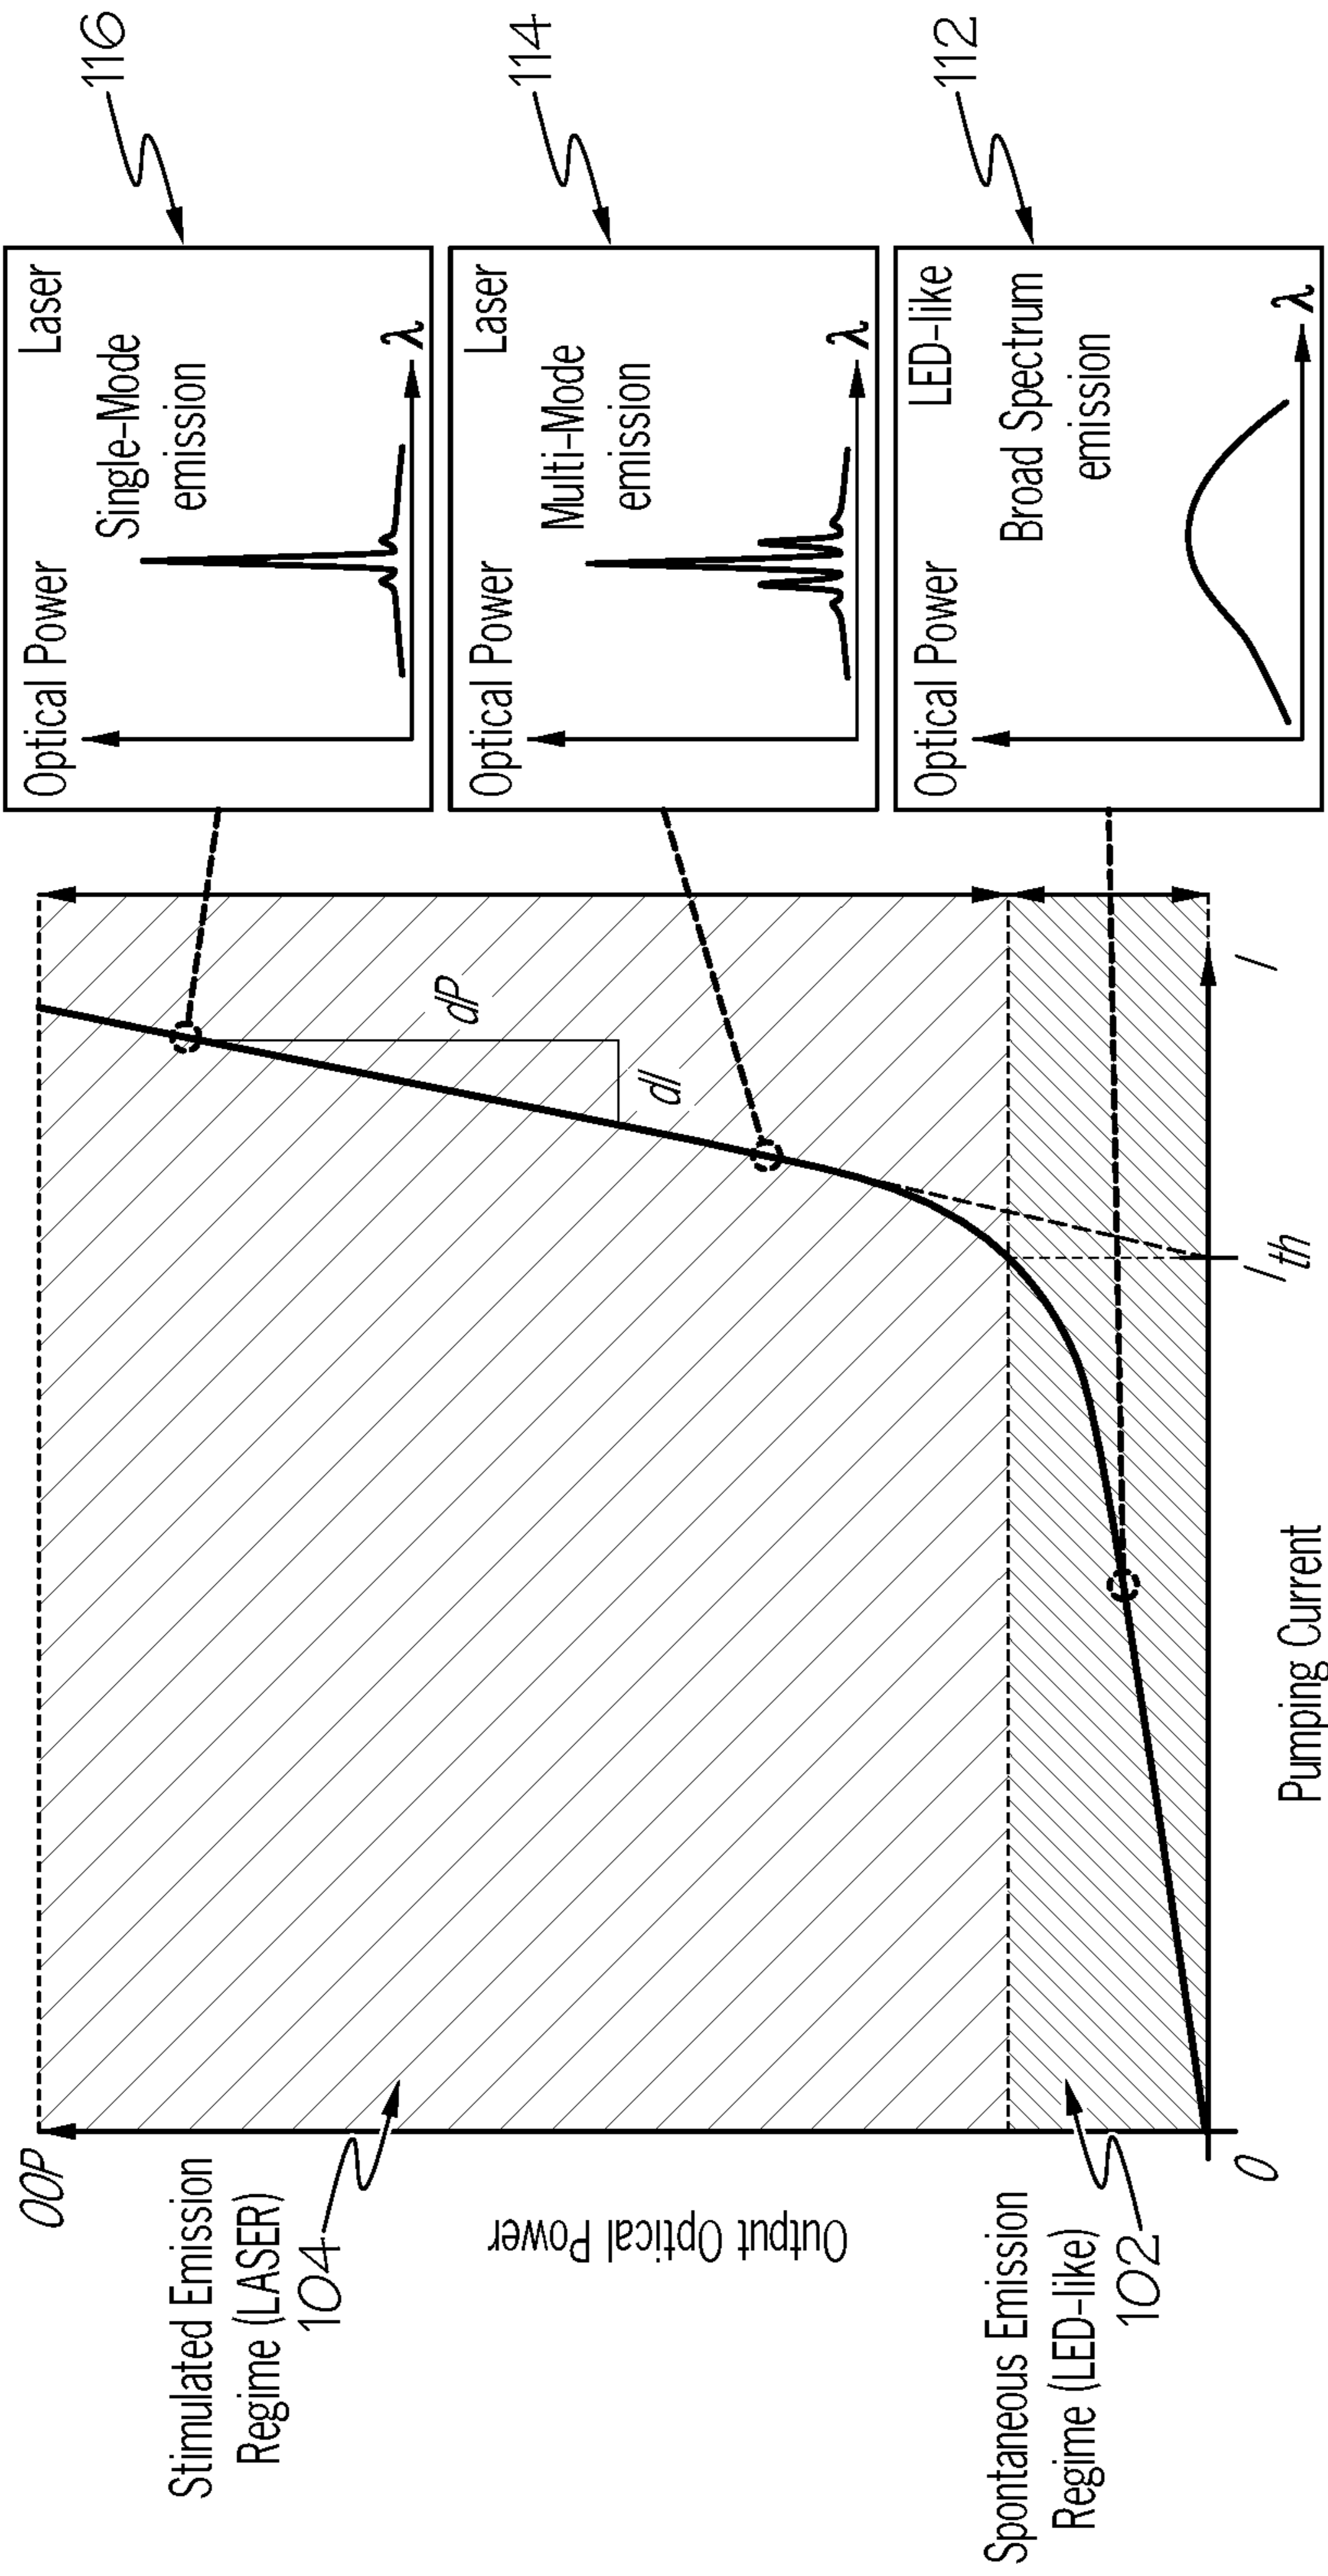 OOP
Stimulated Emission
Regime (LASER)
104
Output Optical Power
Spontaneous Emission
Regime (LED-like)
102
0
Pumping Current
I th
I
dP
dI
Optical Power
Laser
Single-Mode
emission
λ
116
Optical Power
Laser
Multi-Mode
emission
λ
114
Optical Power
LED-like
Broad Spectrum
emission
λ
112